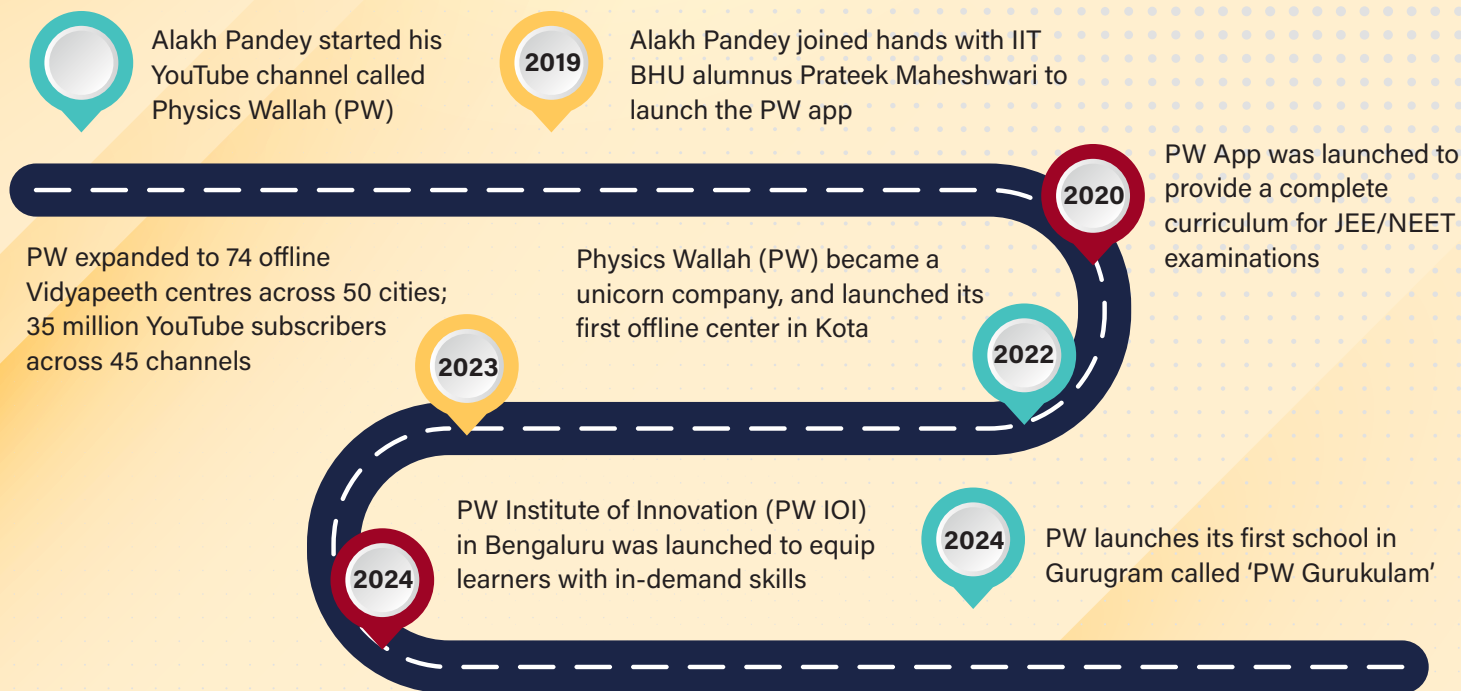 Alakh Pandey started his
YouTube channel called
Physics Wallah (PW)
2019
Alakh Pandey joined hands with IIT
BHU alumnus Prateek Maheshwari to
launch the PW app
2020
PW App was launched to
provide a complete
curriculum for JEE/NEET
examinations
Physics Wallah (PW) became a
unicorn company, and launched its
first offline center in Kota
2022
PW expanded to 74 offline
Vidyapeeth centres across 50 cities;
35 million YouTube subscribers
across 45 channels
2023
2024
PW Institute of Innovation (PW IOI)
in Bengaluru was launched to equip
learners with in-demand skills
2024
PW launches its first school in
Gurugram called ‘PW Gurukulam’